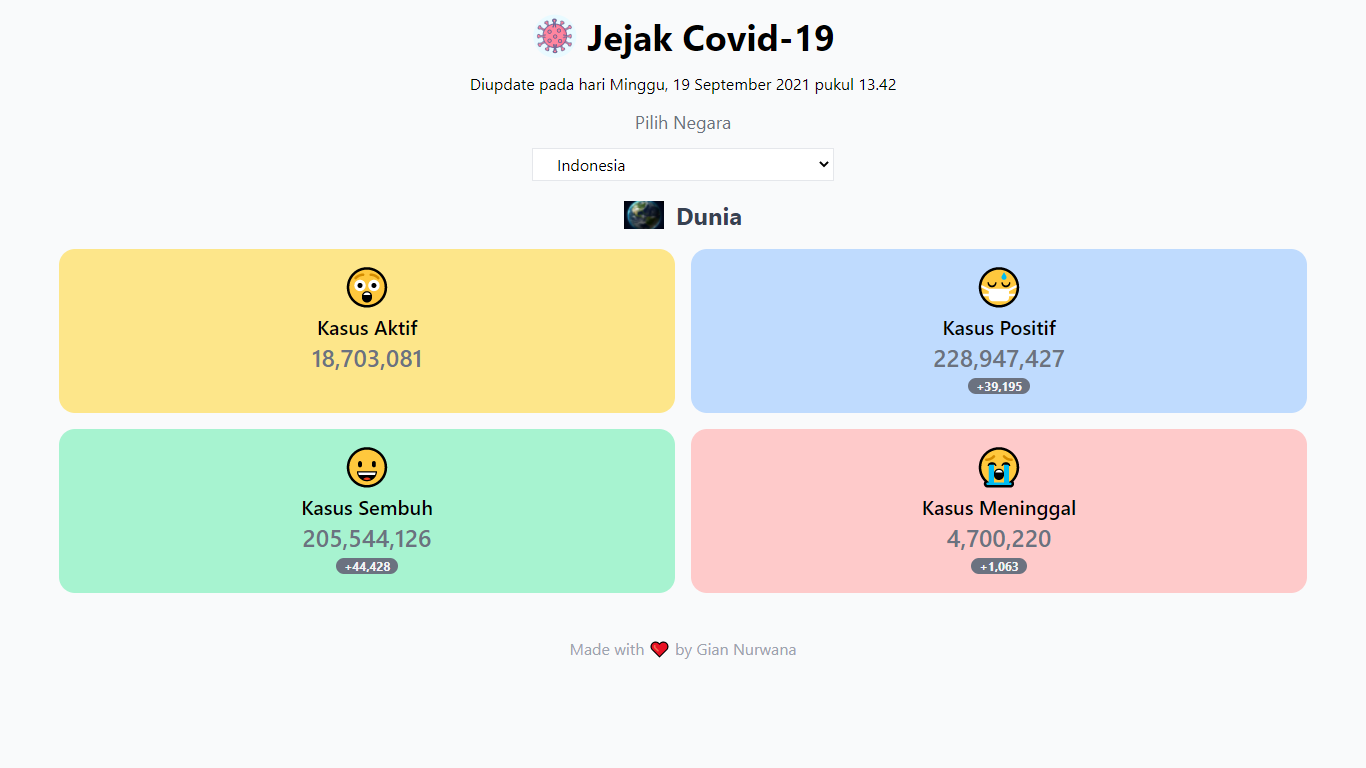 Jejak Covid-19
Diupdate pada hari Minggu, 19 September 2021 pukul 13.42
Pilih Negara
Indonesia
Dunia
Kasus Aktif
18,703,081
Kasus Positif
228,947,427
+39,195
Kasus Sembuh
205,544,126
+44,428
Kasus Meninggal
4,700,220
+1,063
Made with ❤ by Gian Nurwana